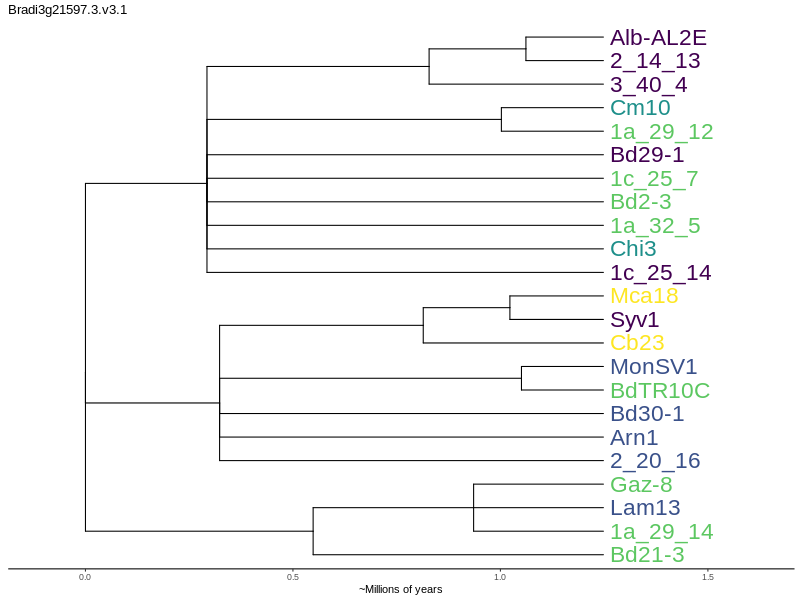 Bradi3g21597.3.v3.1
Alb-AL2E
2_14_13
3_40_4
Cm10
1a_29_12
Bd29-1
1c_25_7
Bd2-3
1a_32_5
Chi3
1c_25_14
Mca18
Syv1
Cb23
MonSV1
BdTR10C
Bd30-1
Arn1
2_20_16
Gaz-8
Lam13
1a_29_14
Bd21-3
0.0 0.5 1.0 1.5
~Millions of years